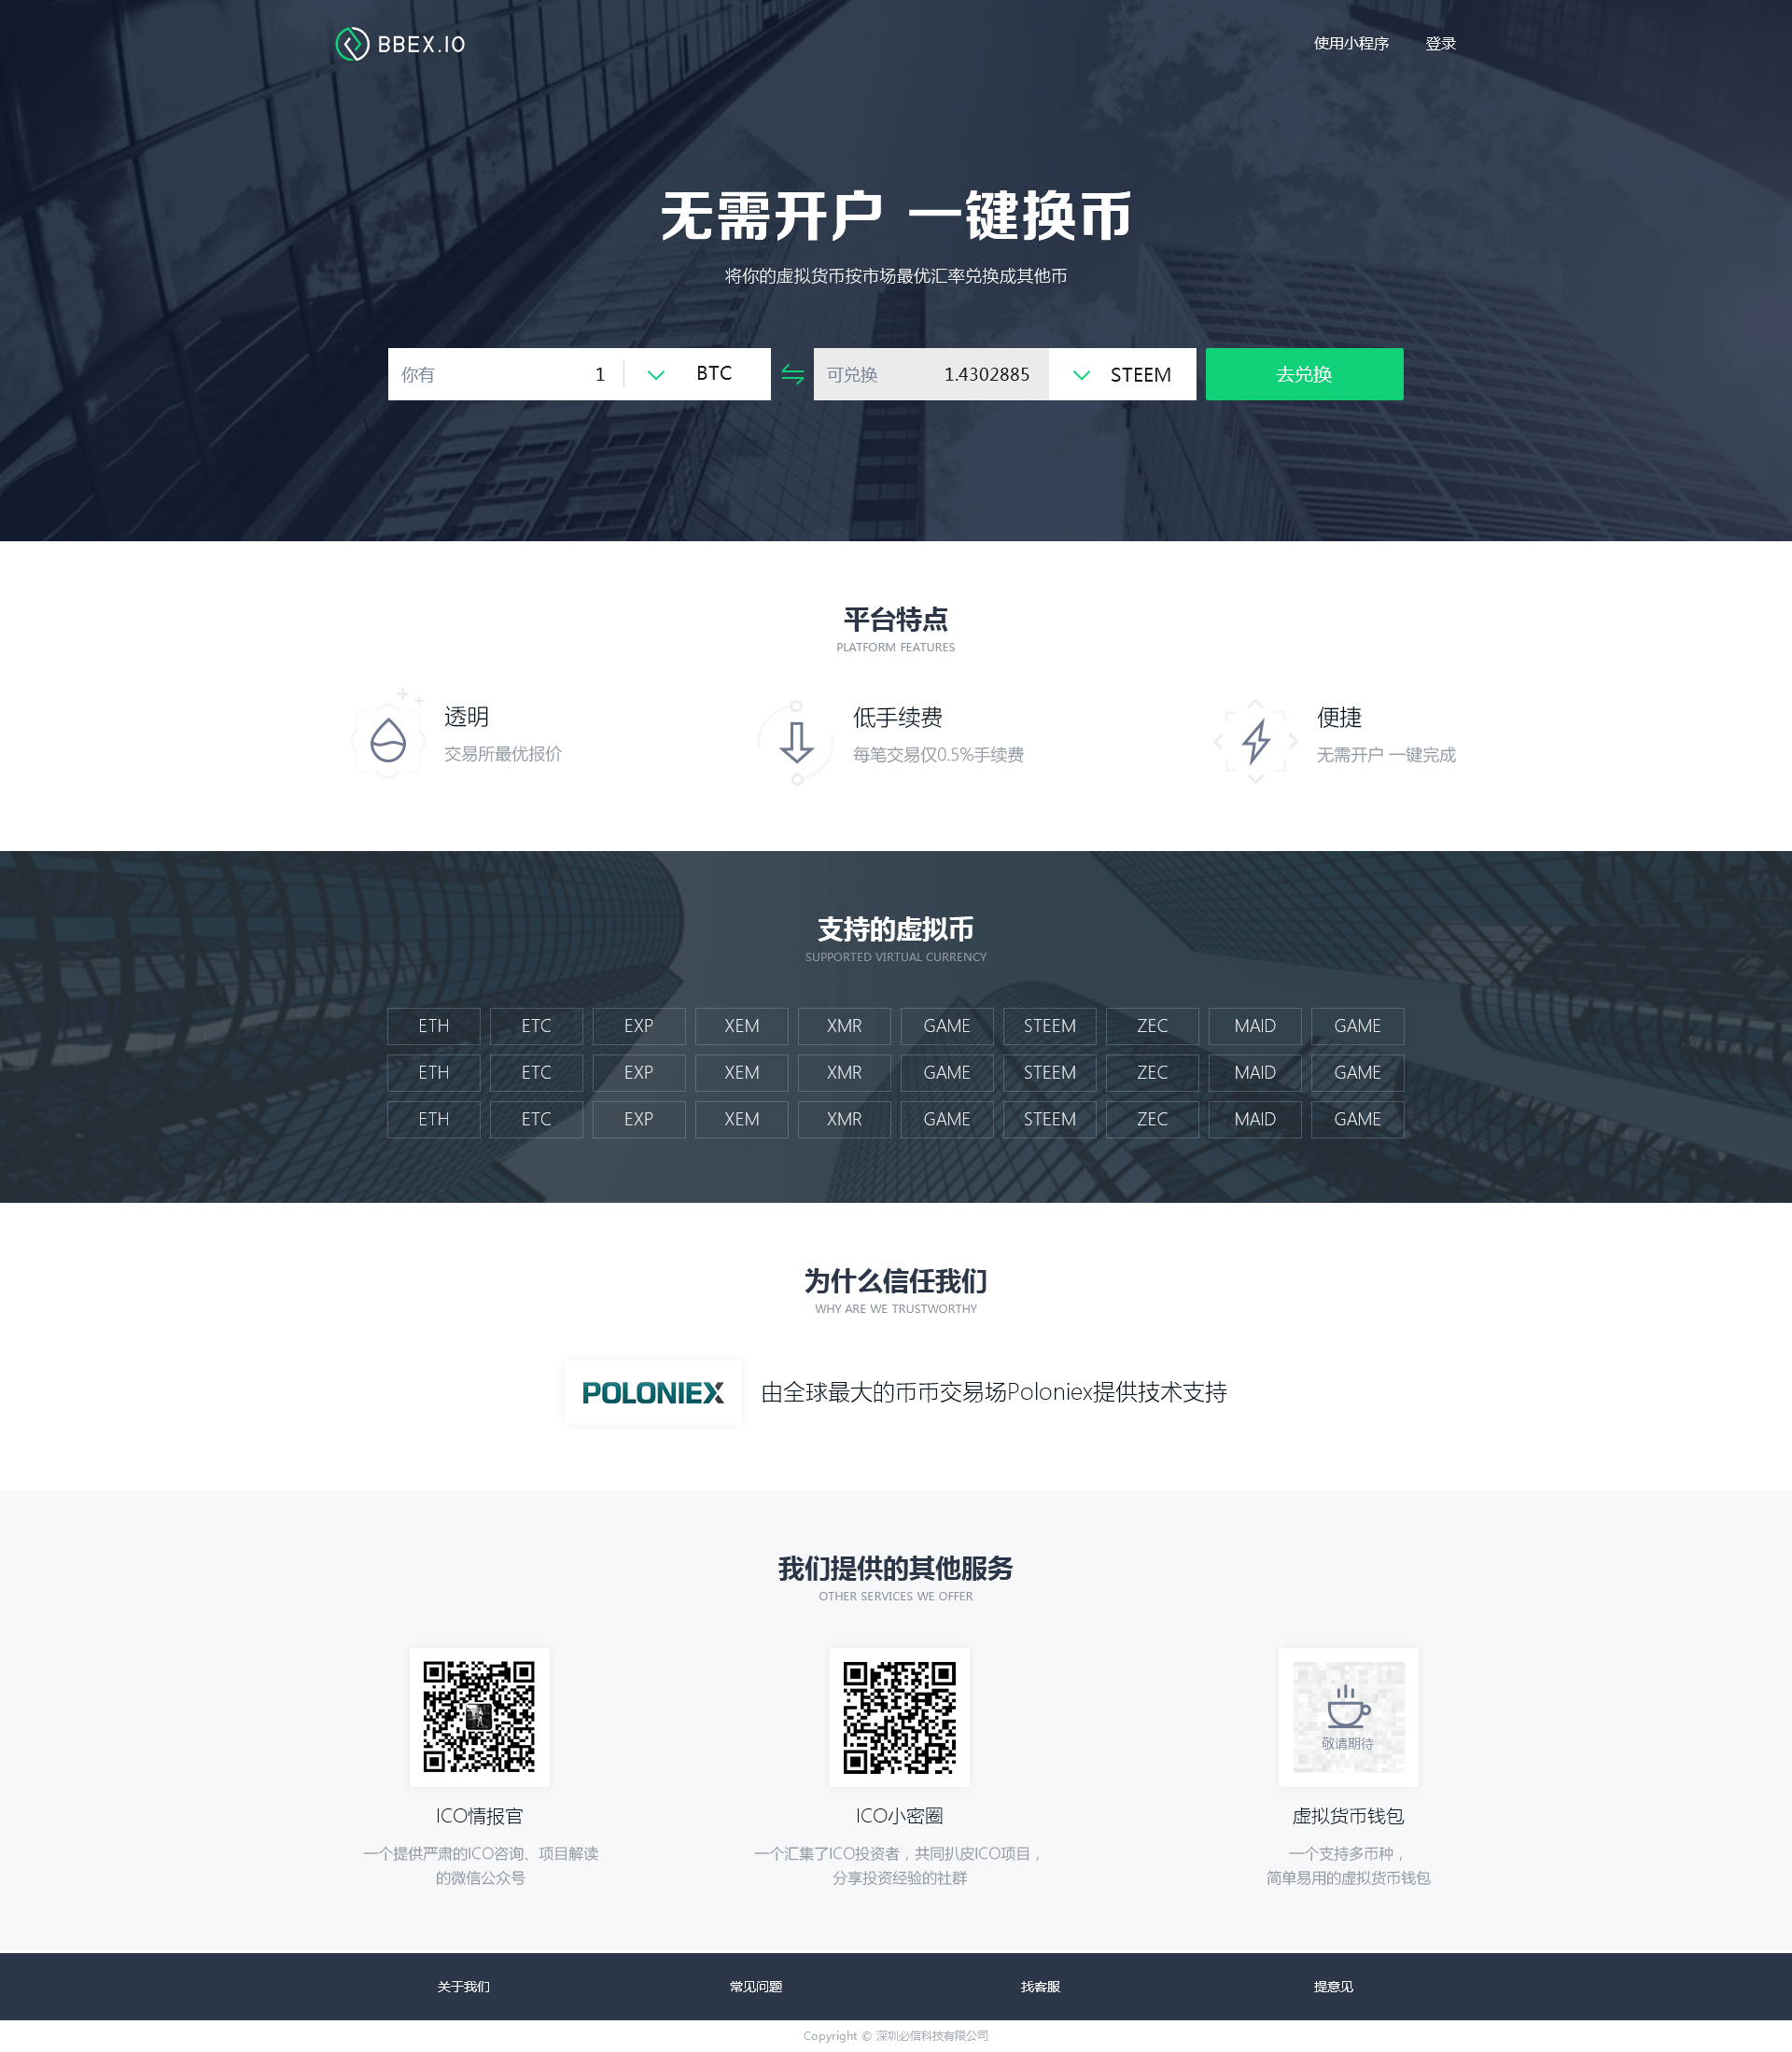 BBEX.IO
使用小程序 登录
无需开户 一键换币
将你的虚拟货币按市场最优汇率兑换成其他币
你有 1 BTC 可兑换 1.4302885 STEEM 去兑换
平台特点
PLATFORM FEATURES
透明
交易所最优报价
低手续费
每笔交易仅0.5%手续费
便捷
无需开户 一键完成
支持的虚拟币
SUPPORTED VIRTUAL CURRENCY
ETH ETC EXP XEM XMR GAME STEEM ZEC MAID GAME
ETH ETC EXP XEM XMR GAME STEEM ZEC MAID GAME
ETH ETC EXP XEM XMR GAME STEEM ZEC MAID GAME
为什么信任我们
WHY ARE WE TRUSTWORTHY
POLONIEX
由全球最大的币币交易场Poloniex提供技术支持
我们提供的其他服务
OTHER SERVICES WE OFFER
ICO情报官
一个提供严肃的ICO咨询、项目解读
的微信公众号
ICO小密圈
一个汇集了ICO投资者，共同扒皮ICO项目，
分享投资经验的社群
敬请期待
虚拟货币钱包
一个支持多币种，
简单易用的虚拟货币钱包
关于我们 常见问题 找客服 提意见
Copyright © 深圳必信科技有限公司